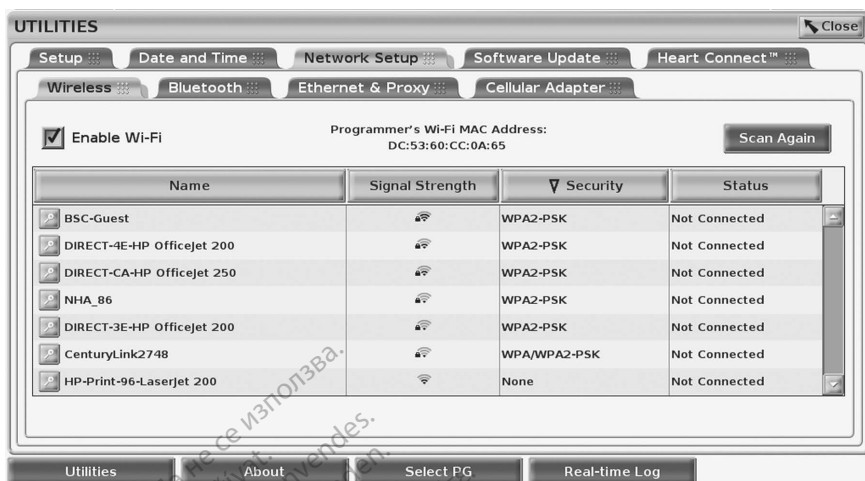 UTILITIES
Close
Setup Date and Time Network Setup Software Update Heart Connect™
Wireless Bluetooth Ethernet & Proxy Cellular Adapter
Enable Wi-Fi
Programmer's Wi-Fi MAC Address:
DC:53:60:CC:0A:65
Scan Again
Name Signal Strength Security Status
BSC-Guest WPA2-PSK Not Connected
DIRECT-4E-HP OfficeJet 200 WPA2-PSK Not Connected
DIRECT-CA-HP OfficeJet 250 WPA2-PSK Not Connected
NHA_86 WPA2-PSK Not Connected
DIRECT-3E-HP OfficeJet 200 WPA2-PSK Not Connected
CenturyLink2748 WPA/WPA2-PSK Not Connected
HP-Print-96-LaserJet 200 None Not Connected
не се използва.
Utilities About Select PG Real-time Log